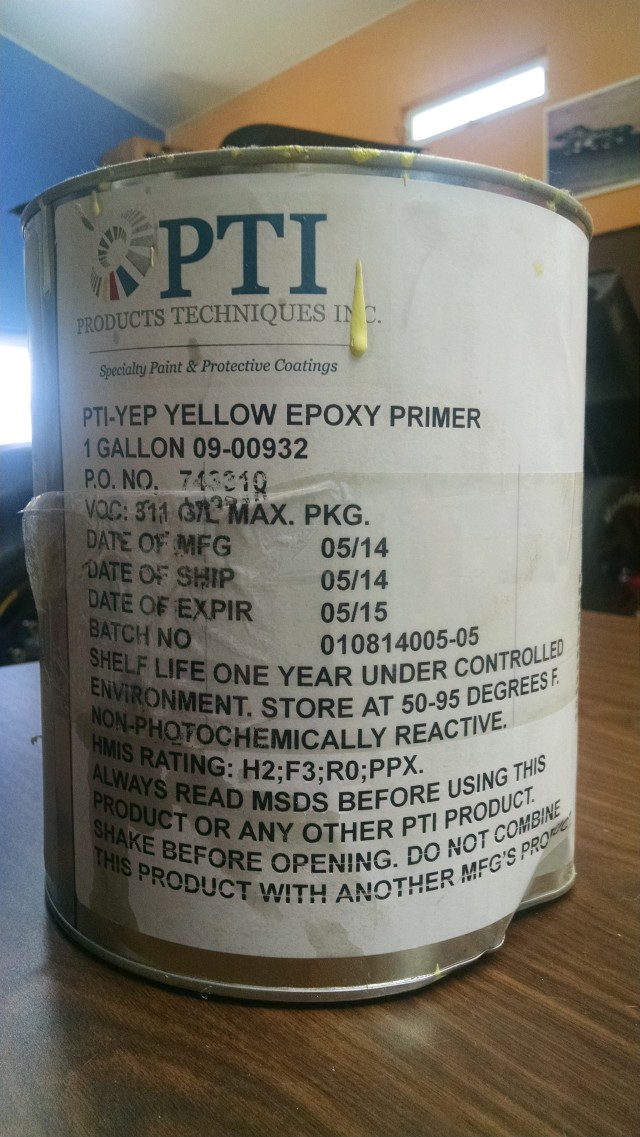 PTI
PRODUCTS TECHNIQUES INC.
Specialty Paint & Protective Coatings
PTI-YEP YELLOW EPOXY PRIMER
1 GALLON 09-00932
P.O. NO.
VOC: 311 G/L MAX. PKG.
DATE OF MFG 05/14
DATE OF SHIP 05/14
DATE OF EXPIR 05/15
BATCH NO 010814005-05
SHELF LIFE ONE YEAR UNDER CONTROLLED
ENVIRONMENT. STORE AT 50-95 DEGREES F.
NON-PHOTOCHEMICALLY REACTIVE.
HMIS RATING: H2;F3;R0;PPX.
ALWAYS READ MSDS BEFORE USING THIS
PRODUCT OR ANY OTHER PTI PRODUCT.
SHAKE BEFORE OPENING. DO NOT COMBINE
THIS PRODUCT WITH ANOTHER MFG'S